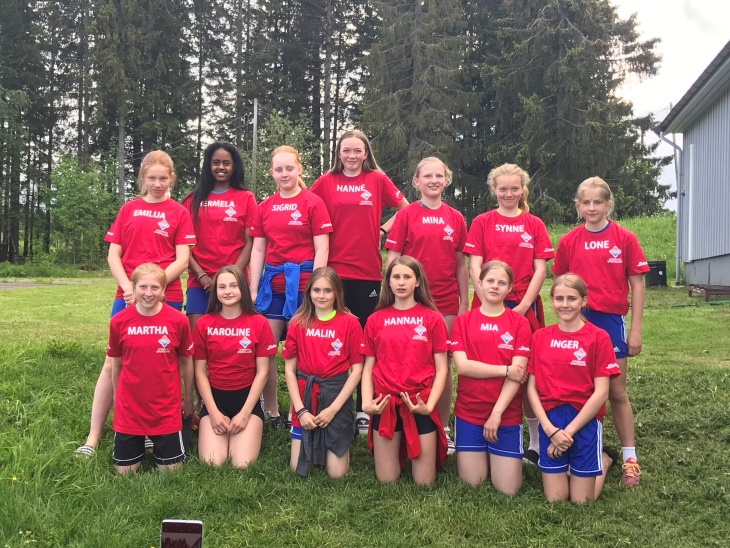 EMILIJA
ERMELA
SIGRID
HANNE
MINA
SYNNE
LONE
MARTHA
KAROLINE
MALIN
HANNAH
MIA
INGER